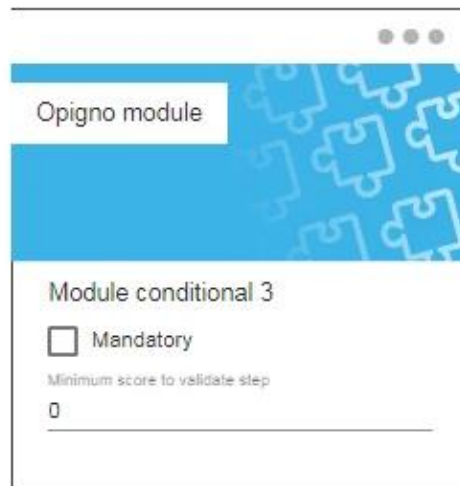 Opigno module
Module conditional 3
Mandatory
Minimum score to validate step
0